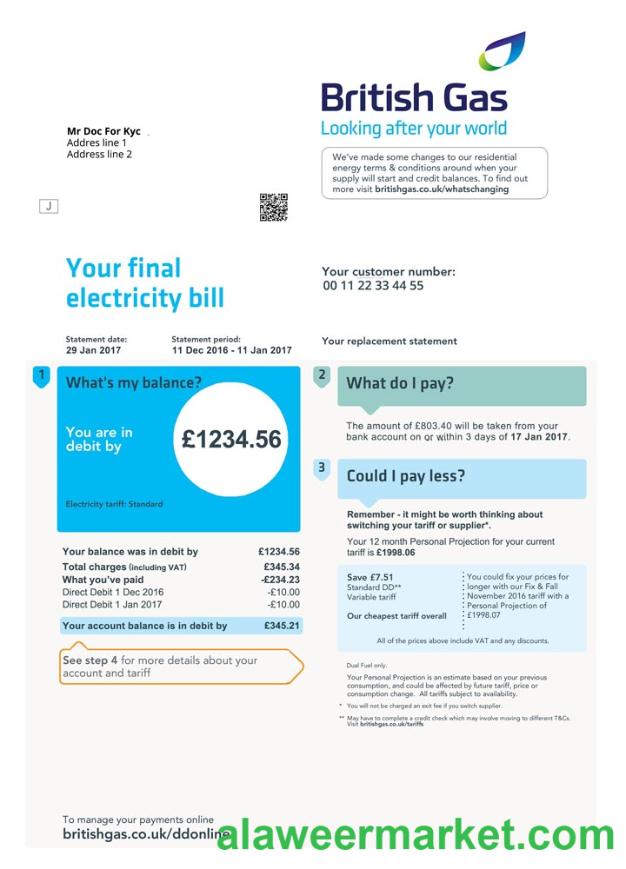 British Gas
Looking after your world
Mr Doc For Kyc
Addres line 1
Address line 2
We've made some changes to our residential
energy terms & conditions around when your
supply will start and credit balances. To find out
more visit britishgas.co.uk/whatschanging
J
Your final
electricity bill
Your customer number:
00 11 22 33 44 55
Statement date:
29 Jan 2017
Statement period:
11 Dec 2016 - 11 Jan 2017
Your replacement statement
1
What's my balance?
You are in
debit by
£1234.56
Electricity tariff: Standard
Your balance was in debit by £1234.56
Total charges (including VAT) £345.34
What you've paid -£234.23
Direct Debit 1 Dec 2016 -£10.00
Direct Debit 1 Jan 2017 -£10.00
Your account balance is in debit by £345.21
See step 4 for more details about your
account and tariff
2
What do I pay?
The amount of £803.40 will be taken from your
bank account on or within 3 days of 17 Jan 2017.
3
Could I pay less?
Remember - it might be worth thinking about
switching your tariff or supplier*.
Your 12 month Personal Projection for your current
tariff is £1998.06
Save £7.51
Standard DD**
Variable tariff
Our cheapest tariff overall
You could fix your prices for
longer with our Fix & Fall
November 2016 tariff with a
Personal Projection of
£1998.07
All of the prices above include VAT and any discounts.
Dual Fuel only.
Your Personal Projection is an estimate based on your previous
consumption, and could be affected by future tariff, price or
consumption change. All tariffs subject to availability.
* You will not be charged an exit fee if you switch supplier.
** May have to complete a credit check which may involve moving to different T&Cs.
Visit britishgas.co.uk/tariffs
To manage your payments online
britishgas.co.uk/ddonline
alaweermarket.com